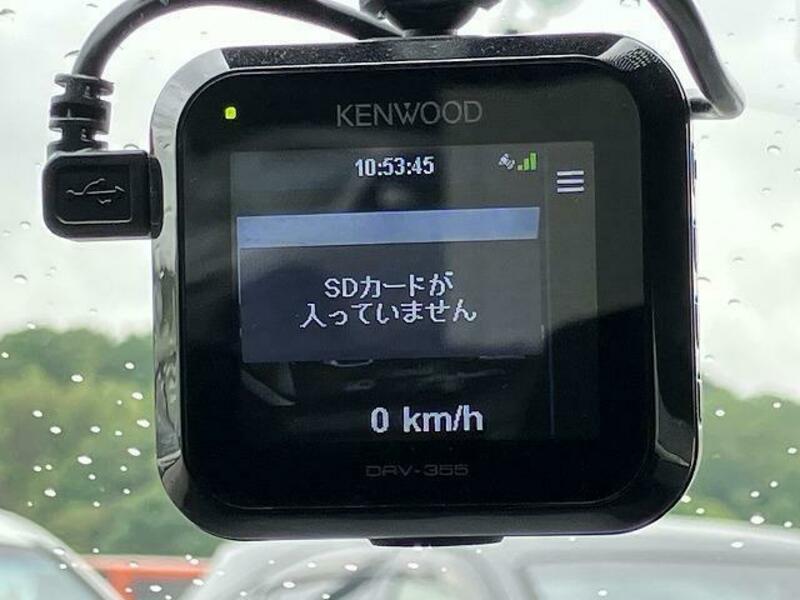 KENWOOD
10:53:45
SDカードが
入っていません
0 km/h
DRV-355